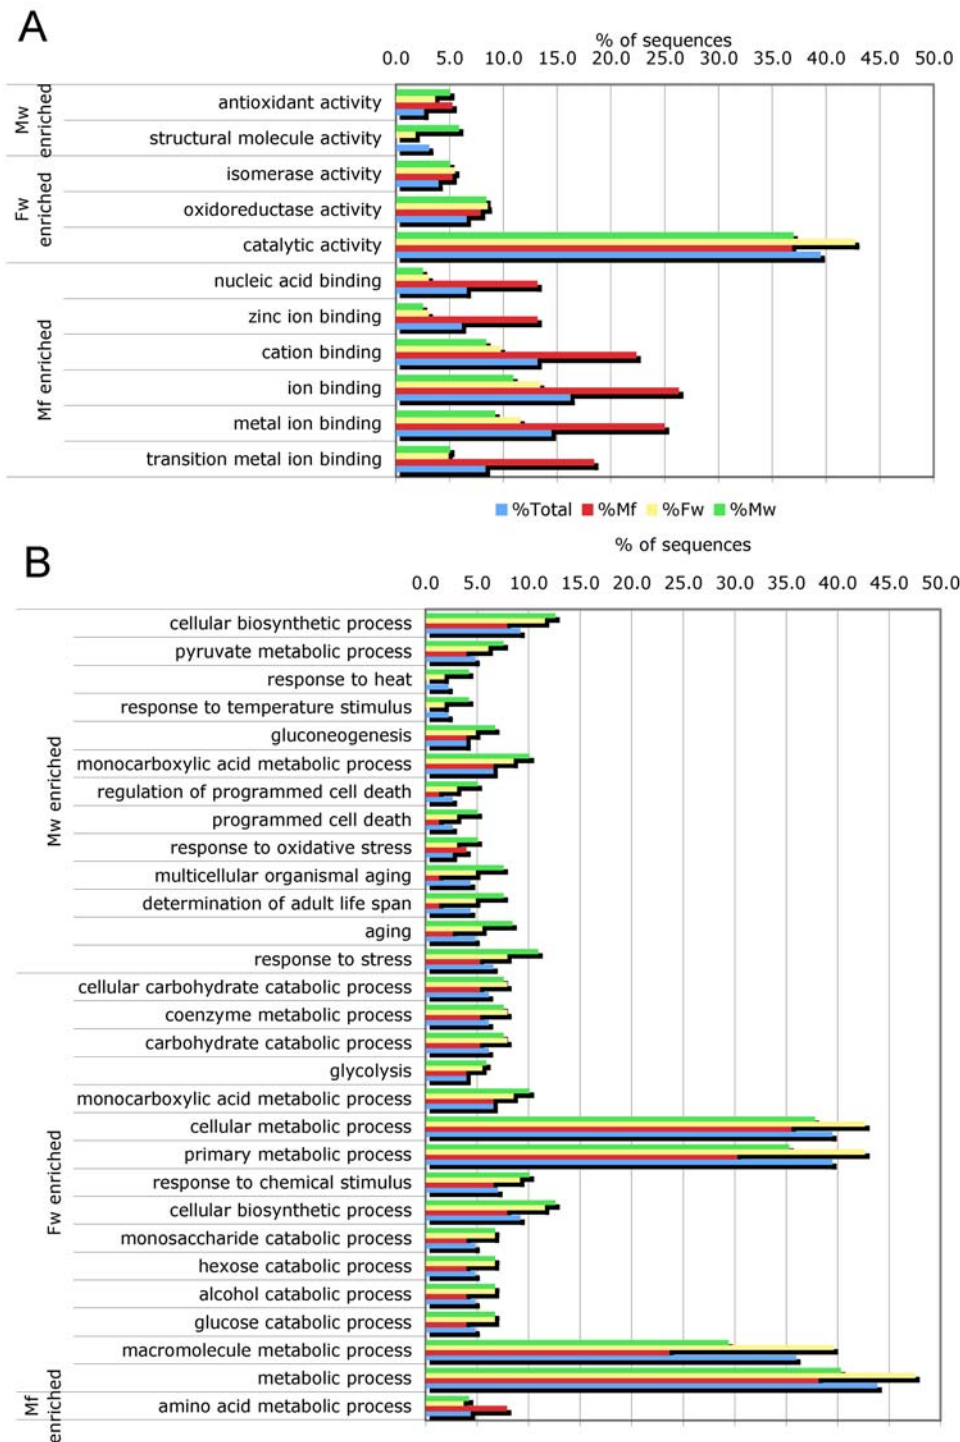 A
% of sequences
0.0 5.0 10.0 15.0 20.0 25.0 30.0 35.0 40.0 45.0 50.0
Mw enriched
antioxidant activity
structural molecule activity
Fw enriched
isomerase activity
oxidoreductase activity
catalytic activity
Mf enriched
nucleic acid binding
zinc ion binding
cation binding
ion binding
metal ion binding
transition metal ion binding
%Total %Mf %Fw %Mw
B
% of sequences
0.0 5.0 10.0 15.0 20.0 25.0 30.0 35.0 40.0 45.0 50.0
Mw enriched
cellular biosynthetic process
pyruvate metabolic process
response to heat
response to temperature stimulus
gluconeogenesis
monocarboxylic acid metabolic process
regulation of programmed cell death
programmed cell death
response to oxidative stress
multicellular organismal aging
determination of adult life span
aging
response to stress
Fw enriched
cellular carbohydrate catabolic process
coenzyme metabolic process
carbohydrate catabolic process
glycolysis
monocarboxylic acid metabolic process
cellular metabolic process
primary metabolic process
response to chemical stimulus
cellular biosynthetic process
monosaccharide catabolic process
hexose catabolic process
alcohol catabolic process
glucose catabolic process
macromolecule metabolic process
metabolic process
Mf enriched
amino acid metabolic process